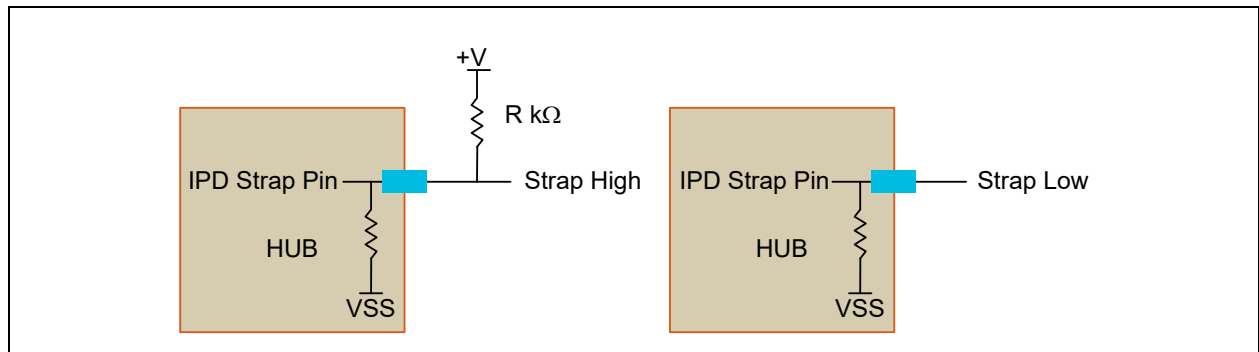 +V
R kΩ
IPD Strap Pin
Strap High
HUB
VSS
IPD Strap Pin
Strap Low
HUB
VSS